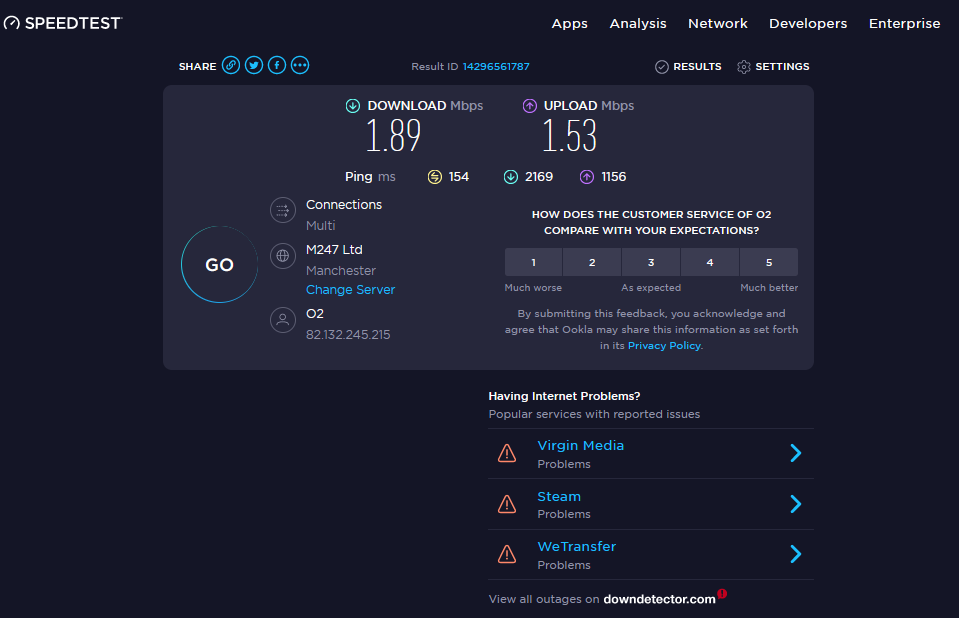 SPEEDTEST
Apps Analysis Network Developers Enterprise
SHARE
Result ID 14296561787
RESULTS SETTINGS
DOWNLOAD Mbps
1.89
UPLOAD Mbps
1.53
Ping ms 154 2169 1156
GO
Connections
Multi
M247 Ltd
Manchester
Change Server
O2
82.132.245.215
HOW DOES THE CUSTOMER SERVICE OF O2
COMPARE WITH YOUR EXPECTATIONS?
1 2 3 4 5
Much worse As expected Much better
By submitting this feedback, you acknowledge and
agree that Ookla may share this information as set forth
in its Privacy Policy.
Having Internet Problems?
Popular services with reported issues
Virgin Media
Problems
Steam
Problems
WeTransfer
Problems
View all outages on downdetector.com